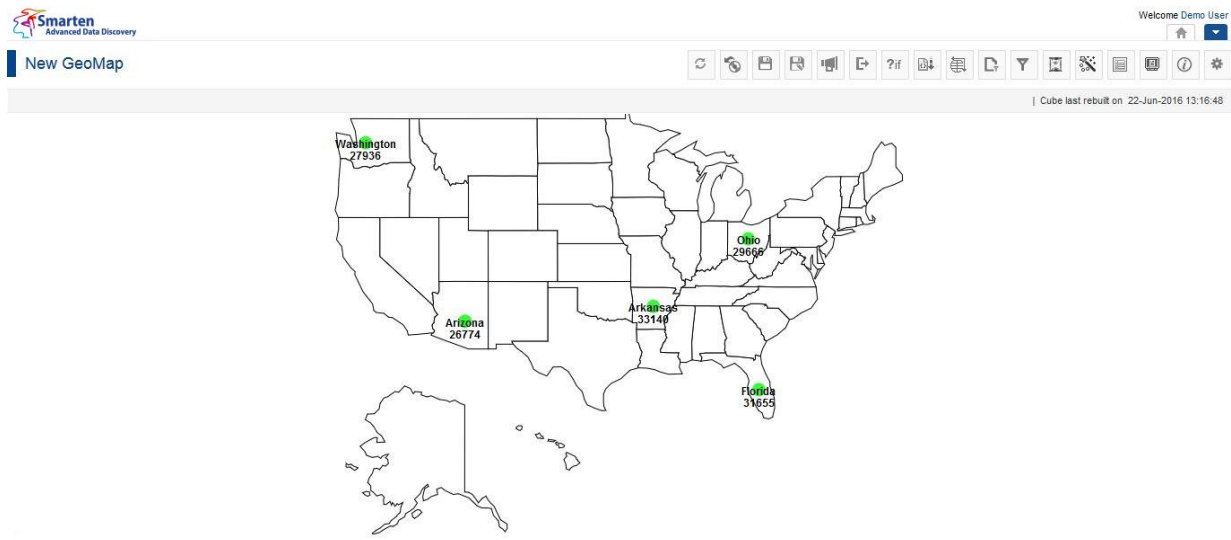 Smarten
Advanced Data Discovery
Welcome Demo User
New GeoMap
?if
| Cube last rebuilt on 22-Jun-2016 13:16:48
Washington
27936
Ohio
29666
Arkansas
33140
Arizona
26774
Florida
31655